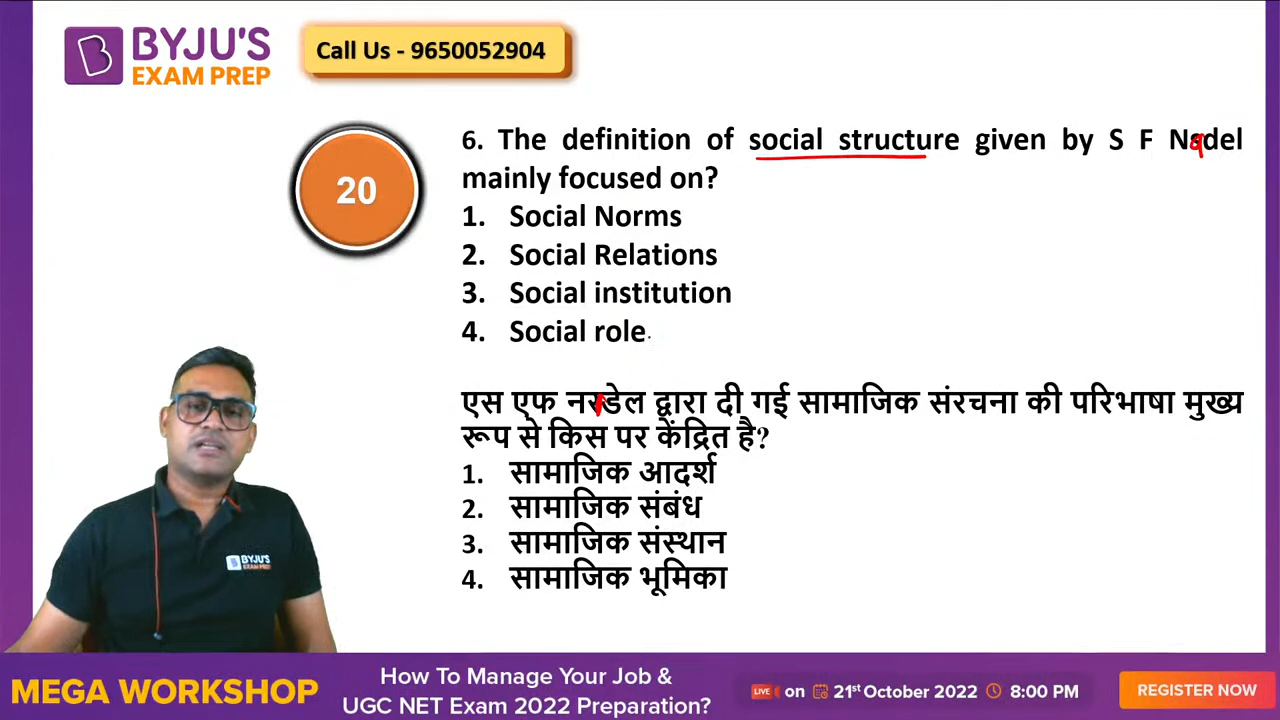 BYJU'S
EXAM PREP
Call Us - 9650052904
20
6. The definition of social structure given by S F Nadel
mainly focused on?
1. Social Norms
2. Social Relations
3. Social institution
4. Social role
एस एफ द्वारा दी गई सामाजिक संरचना की परिभाषा मुख्य
रूप से किस पर केंद्रित है?
1. सामाजिक आदर्श
2. सामाजिक संबंध
3. सामाजिक संस्थान
4. सामाजिक भूमिका
BYJU'S
EXAM PREP
MEGA WORKSHOP
How To Manage Your Job &
UGC NET Exam 2022 Preparation?
LIVE on 21st October 2022 8:00 PM
REGISTER NOW